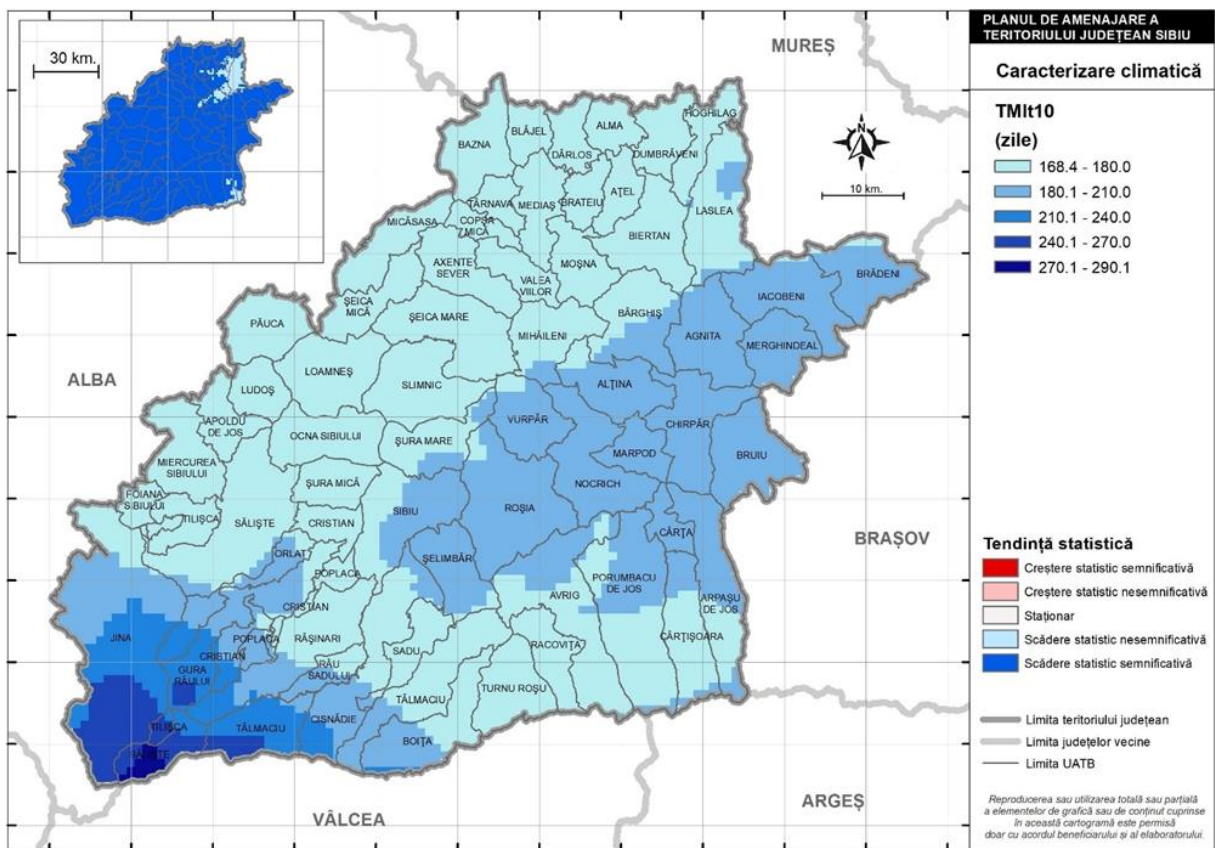 30 km.
PLANUL DE AMENAJARE A
TERITORIULUI JUDEȚEAN SIBIU
Caracterizare climatică
TMlt10
(zile)
168.4 - 180.0
180.1 - 210.0
210.1 - 240.0
240.1 - 270.0
270.1 - 290.1
N
10 km.
MUREȘ
ALBA
BRAȘOV
ARGEȘ
VÂLCEA
HOGHILAG
ALMA
BLĂJEL
BAZNA
DÂRLOS
DUMBRĂVENI
AŢEL
TÂRNAVA
MEDIAȘ
BRATEIU
LASLEA
MICĂSASA
COPȘA
MICĂ
BIERTAN
AXENTE
SEVER
MOȘNA
VALEA
VIILOR
BRĂDENI
IACOBENI
ŞEICA
MICĂ
ŞEICA MARE
BÂRGHIȘ
PĂUCA
MIHĂILENI
AGNITA
MERGHINDEAL
LOAMNEȘ
SLIMNIC
ALŢINA
LUDOȘ
APOLDU
DE JOS
VURPĂR
CHIRPĂR
OCNA SIBIULUI
ȘURA MARE
MARPOD
BRUIU
MIERCUREA
SIBIULUI
ȘURA MICĂ
NOCRICH
FOIANA
SIBIULUI
TILIȘCA
SĂLIȘTE
CRISTIAN
SIBIU
ROȘIA
CÂRȚA
ORLAT
ŞELIMBĂR
POPLACA
PORUMBACU
DE JOS
AVRIG
ARPAȘU
DE JOS
CRISTIAN
JINA
POPLACA
RĂȘINARI
SADU
RACOVIȚA
CÂRȚIȘOARA
CRISTIAN
GURA
RÂULUI
RÂU
SADULUI
TĂLMACIU
TURNU ROȘU
CISNĂDIE
TILIȘCA
TĂLMACIU
BOIȚA
SĂLIȘTE
Tendință statistică
Creștere statistic semnificativă
Creștere statistic nesemnificativă
Staționar
Scădere statistic nesemnificativă
Scădere statistic semnificativă
Limita teritoriului județean
Limita județelor vecine
Limita UATB
Reproducerea sau utilizarea totală sau parțială
a elementelor de grafică sau de conținut cuprinse
în această cartogramă este permisă
doar cu acordul beneficiarului și al elaboratorului.